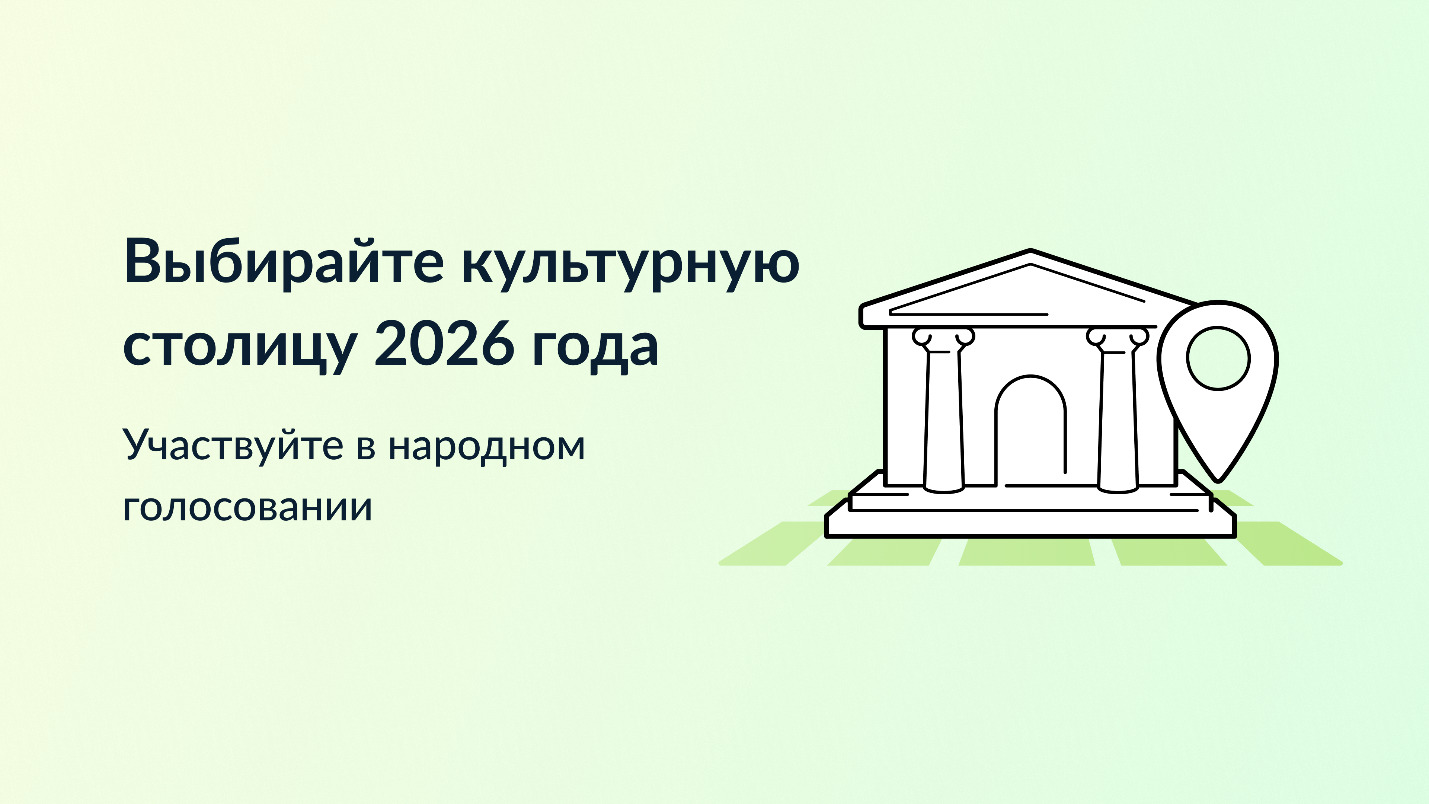 Выбирайте культурную
столицу 2026 года
Участвуйте в народном
голосовании